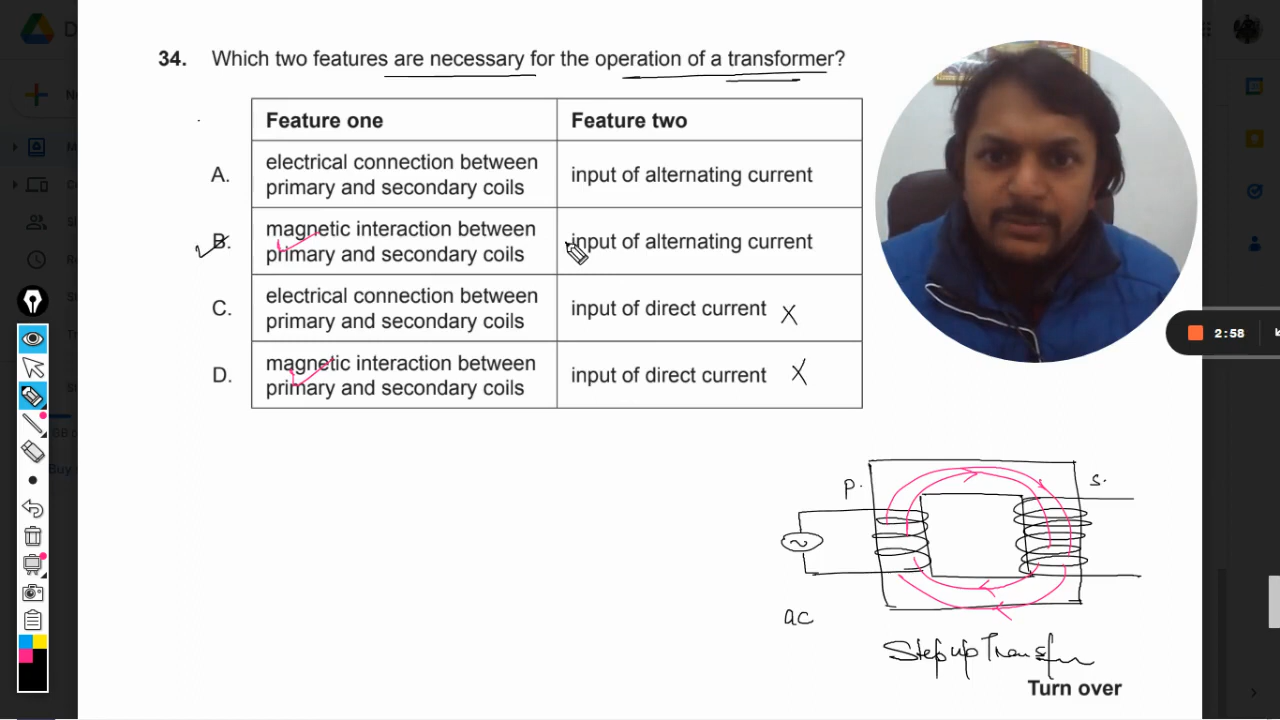 34. Which two features are necessary for the operation of a transformer?
Feature one Feature two
A. electrical connection between primary and secondary coils input of alternating current
B. magnetic interaction between primary and secondary coils input of alternating current
C. electrical connection between primary and secondary coils input of direct current X
D. magnetic interaction between primary and secondary coils input of direct current X
2:58
P. S.
ac
Step up Transfr
Turn over